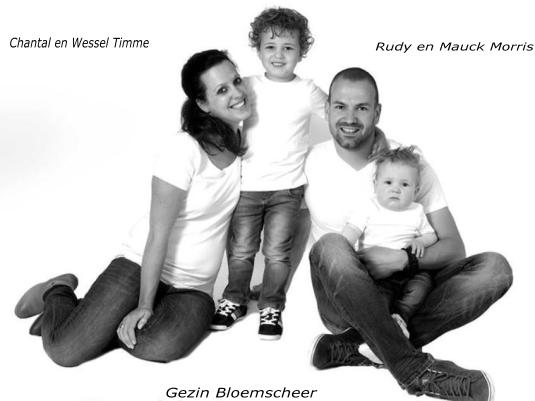 Chantal en Wessel Timme
Rudy en Mauck Morris
Gezin Bloemscheer